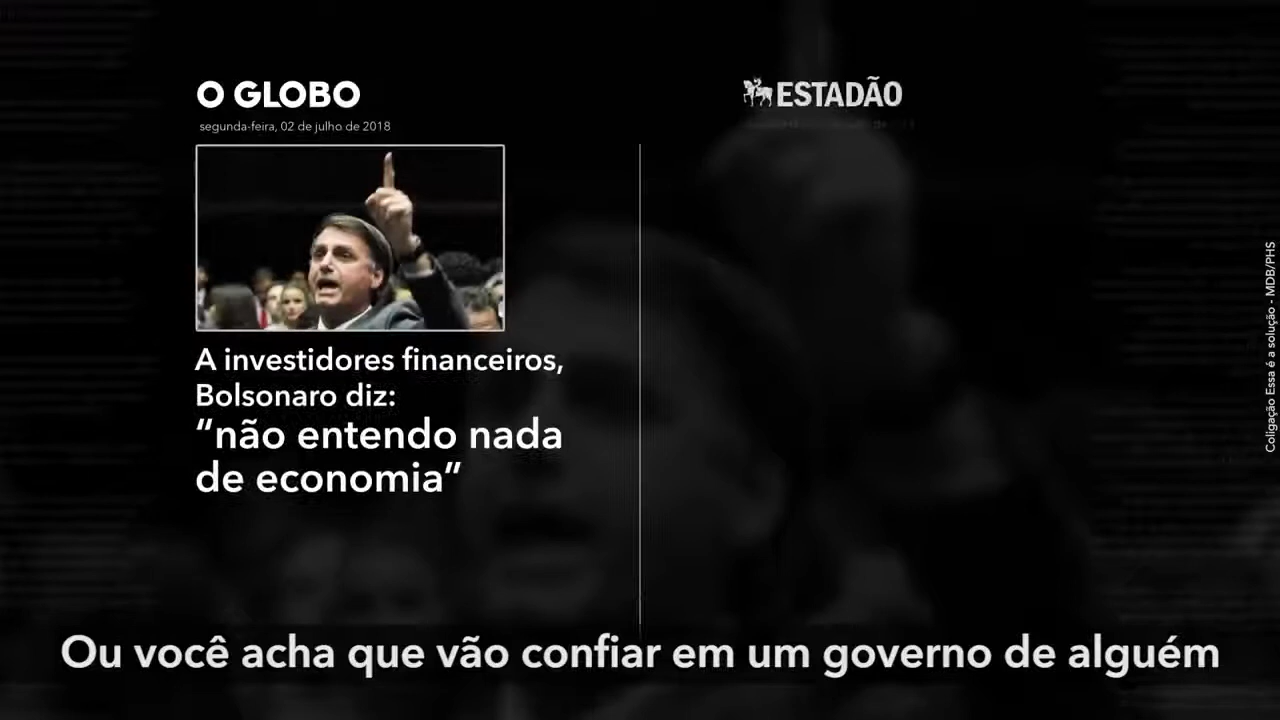 O GLOBO
segunda-feira, 02 de julho de 2018
A investidores financeiros,
Bolsonaro diz:
“não entendo nada
de economia”
ESTADÃO
Coligação Essa é a solução - MDB/PHS
Ou você acha que vão confiar em um governo de alguém